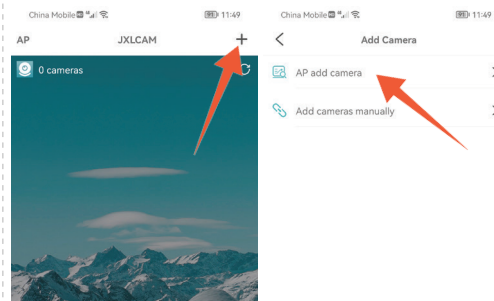 China Mobile 11:49
AP JXLCAM +
0 cameras
China Mobile 11:49
Add Camera
AP add camera
Add cameras manually